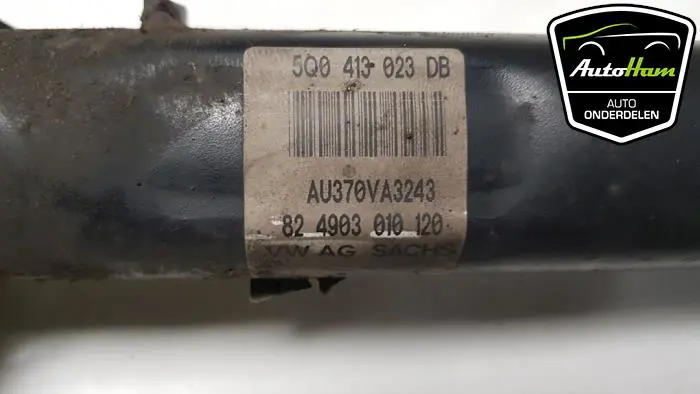 5Q0 413 023 DB
AU370VA3243
82 4903 010 120
VW AG SACHS
AutoHam
AUTO
ONDERDELEN